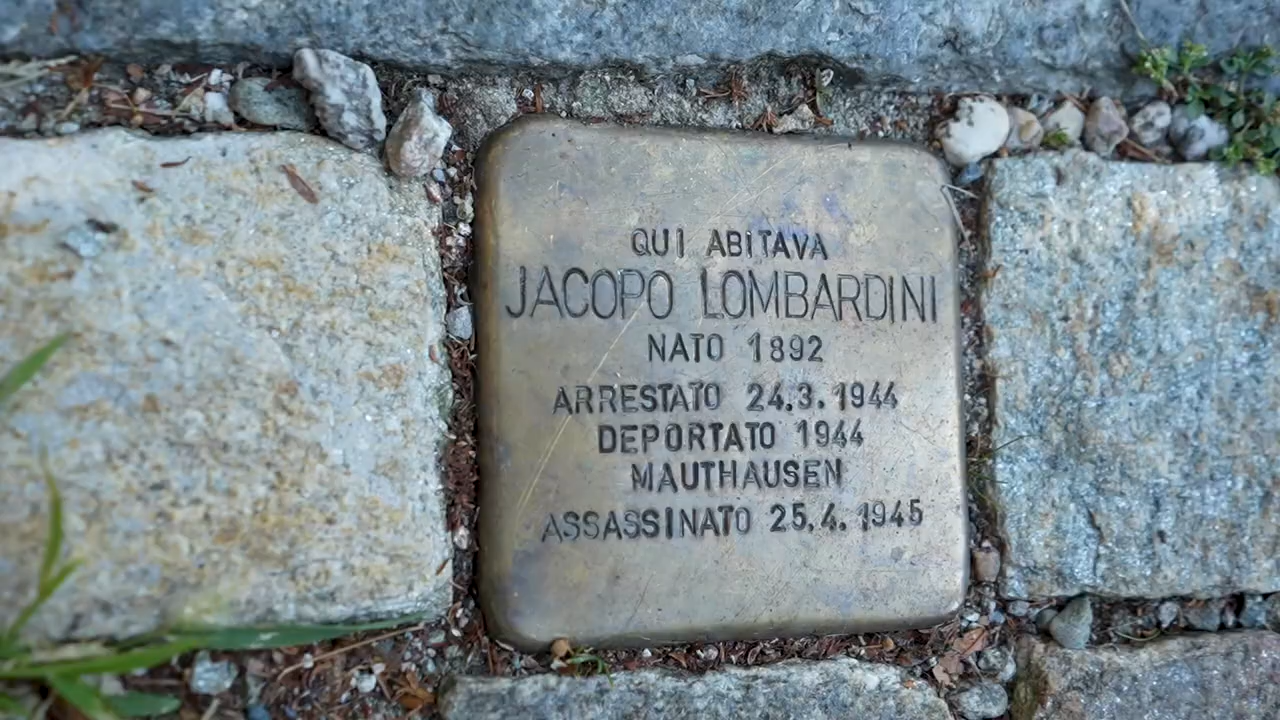 QUI ABITAVA
JACOPO LOMBARDINI
NATO 1892
ARRESTATO 24.3.1944
DEPORTATO 1944
MAUTHAUSEN
ASSASSINATO 25.4.1945